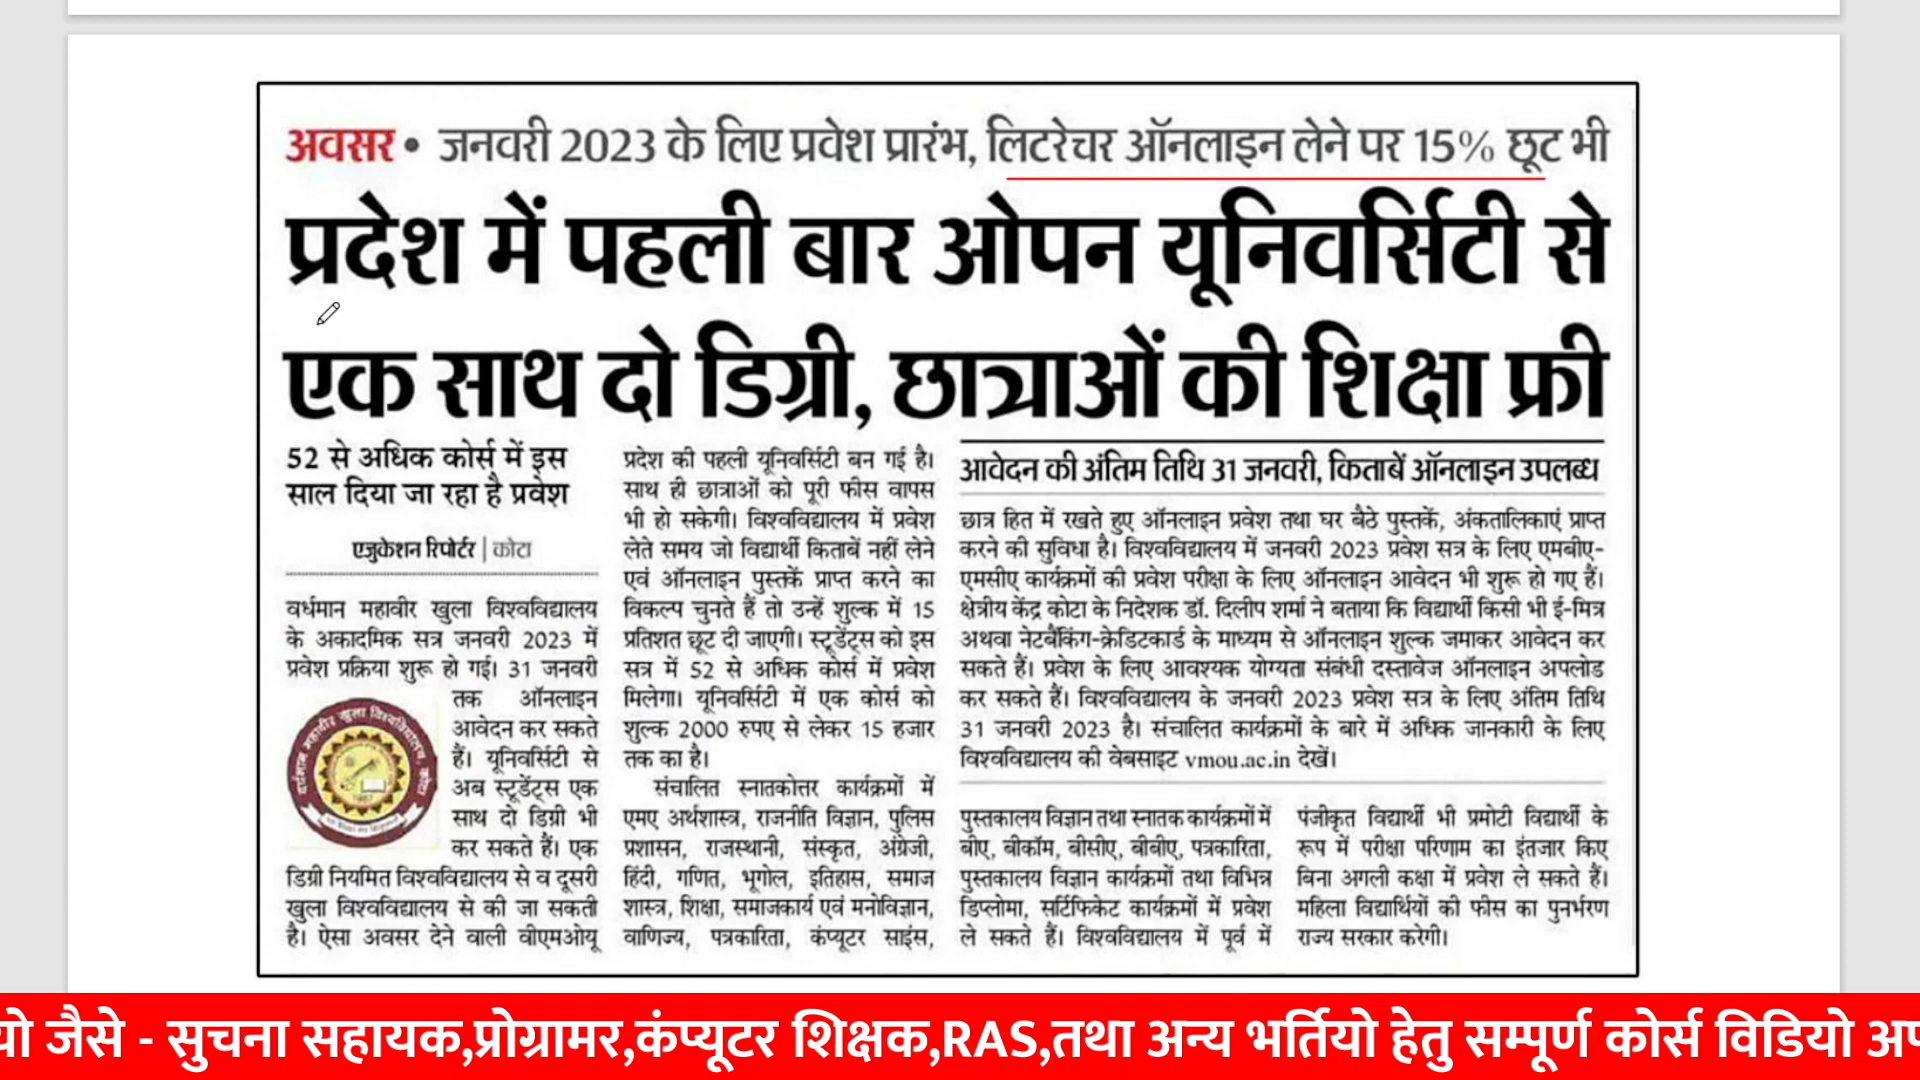 अवसर • जनवरी 2023 के लिए प्रवेश प्रारंभ, लिटरेचर ऑनलाइन लेने पर 15% छूट भी
प्रदेश में पहली बार ओपन यूनिवर्सिटी से
एक साथ दो डिग्री, छात्राओं की शिक्षा फ्री
52 से अधिक कोर्स में इस
साल दिया जा रहा है प्रवेश
एजुकेशन रिपोर्टर | कोटा
वर्धमान महावीर खुला विश्वविद्यालय
के अकादमिक सत्र जनवरी 2023 में
प्रवेश प्रक्रिया शुरू हो गई। 31 जनवरी
तक ऑनलाइन
आवेदन कर सकते
हैं। यूनिवर्सिटी से
अब स्टूडेंट्स एक
साथ दो डिग्री भी
कर सकते हैं। एक
डिग्री नियमित विश्वविद्यालय से व दूसरी
खुला विश्वविद्यालय से की जा सकती
है। ऐसा अवसर देने वाली वीएमओयू
प्रदेश की पहली यूनिवर्सिटी बन गई है।
साथ ही छात्राओं को पूरी फीस वापस
भी हो सकेगी। विश्वविद्यालय में प्रवेश
लेते समय जो विद्यार्थी किताबें नहीं लेने
एवं ऑनलाइन पुस्तकें प्राप्त करने का
विकल्प चुनते हैं तो उन्हें शुल्क में 15
प्रतिशत छूट दी जाएगी। स्टूडेंट्स को इस
सत्र में 52 से अधिक कोर्स में प्रवेश
मिलेगा। यूनिवर्सिटी में एक कोर्स को
शुल्क 2000 रुपए से लेकर 15 हजार
तक का है।
संचालित स्नातकोत्तर कार्यक्रमों में
एमए अर्थशास्त्र, राजनीति विज्ञान, पुलिस
प्रशासन, राजस्थानी, संस्कृत, अंग्रेजी,
हिंदी, गणित, भूगोल, इतिहास, समाज
शास्त्र, शिक्षा, समाजकार्य एवं मनोविज्ञान,
वाणिज्य, पत्रकारिता, कंप्यूटर साइंस,
आवेदन की अंतिम तिथि 31 जनवरी, किताबें ऑनलाइन उपलब्ध
छात्र हित में रखते हुए ऑनलाइन प्रवेश तथा घर बैठे पुस्तकें, अंकतालिकाएं प्राप्त
करने की सुविधा है। विश्वविद्यालय में जनवरी 2023 प्रवेश सत्र के लिए एमबीए-
एमसीए कार्यक्रमों की प्रवेश परीक्षा के लिए ऑनलाइन आवेदन भी शुरू हो गए हैं।
क्षेत्रीय केंद्र कोटा के निदेशक डॉ. दिलीप शर्मा ने बताया कि विद्यार्थी किसी भी ई-मित्र
अथवा नेटबैंकिंग-क्रेडिटकार्ड के माध्यम से ऑनलाइन शुल्क जमाकर आवेदन कर
सकते हैं। प्रवेश के लिए आवश्यक योग्यता संबंधी दस्तावेज ऑनलाइन अपलोड
कर सकते हैं। विश्वविद्यालय के जनवरी 2023 प्रवेश सत्र के लिए अंतिम तिथि
31 जनवरी 2023 है। संचालित कार्यक्रमों के बारे में अधिक जानकारी के लिए
विश्वविद्यालय की वेबसाइट vmou.ac.in देखें।
पुस्तकालय विज्ञान तथा स्नातक कार्यक्रमों में
बीए, बीकॉम, बीसीए, बीबीए, पत्रकारिता,
पुस्तकालय विज्ञान कार्यक्रमों तथा विभिन्न
डिप्लोमा, सर्टिफिकेट कार्यक्रमों में प्रवेश
ले सकते हैं। विश्वविद्यालय में पूर्व में
पंजीकृत विद्यार्थी भी प्रमोटी विद्यार्थी के
रूप में परीक्षा परिणाम का इंतजार किए
बिना अगली कक्षा में प्रवेश ले सकते हैं।
महिला विद्यार्थियों की फीस का पुनर्भरण
राज्य सरकार करेगी।
वर्धमान महावीर खुला विश्वविद्यालय, कोटा
यो जैसे - सुचना सहायक,प्रोग्रामर,कंप्यूटर शिक्षक,RAS,तथा अन्य भर्तियो हेतु सम्पूर्ण कोर्स विडियो